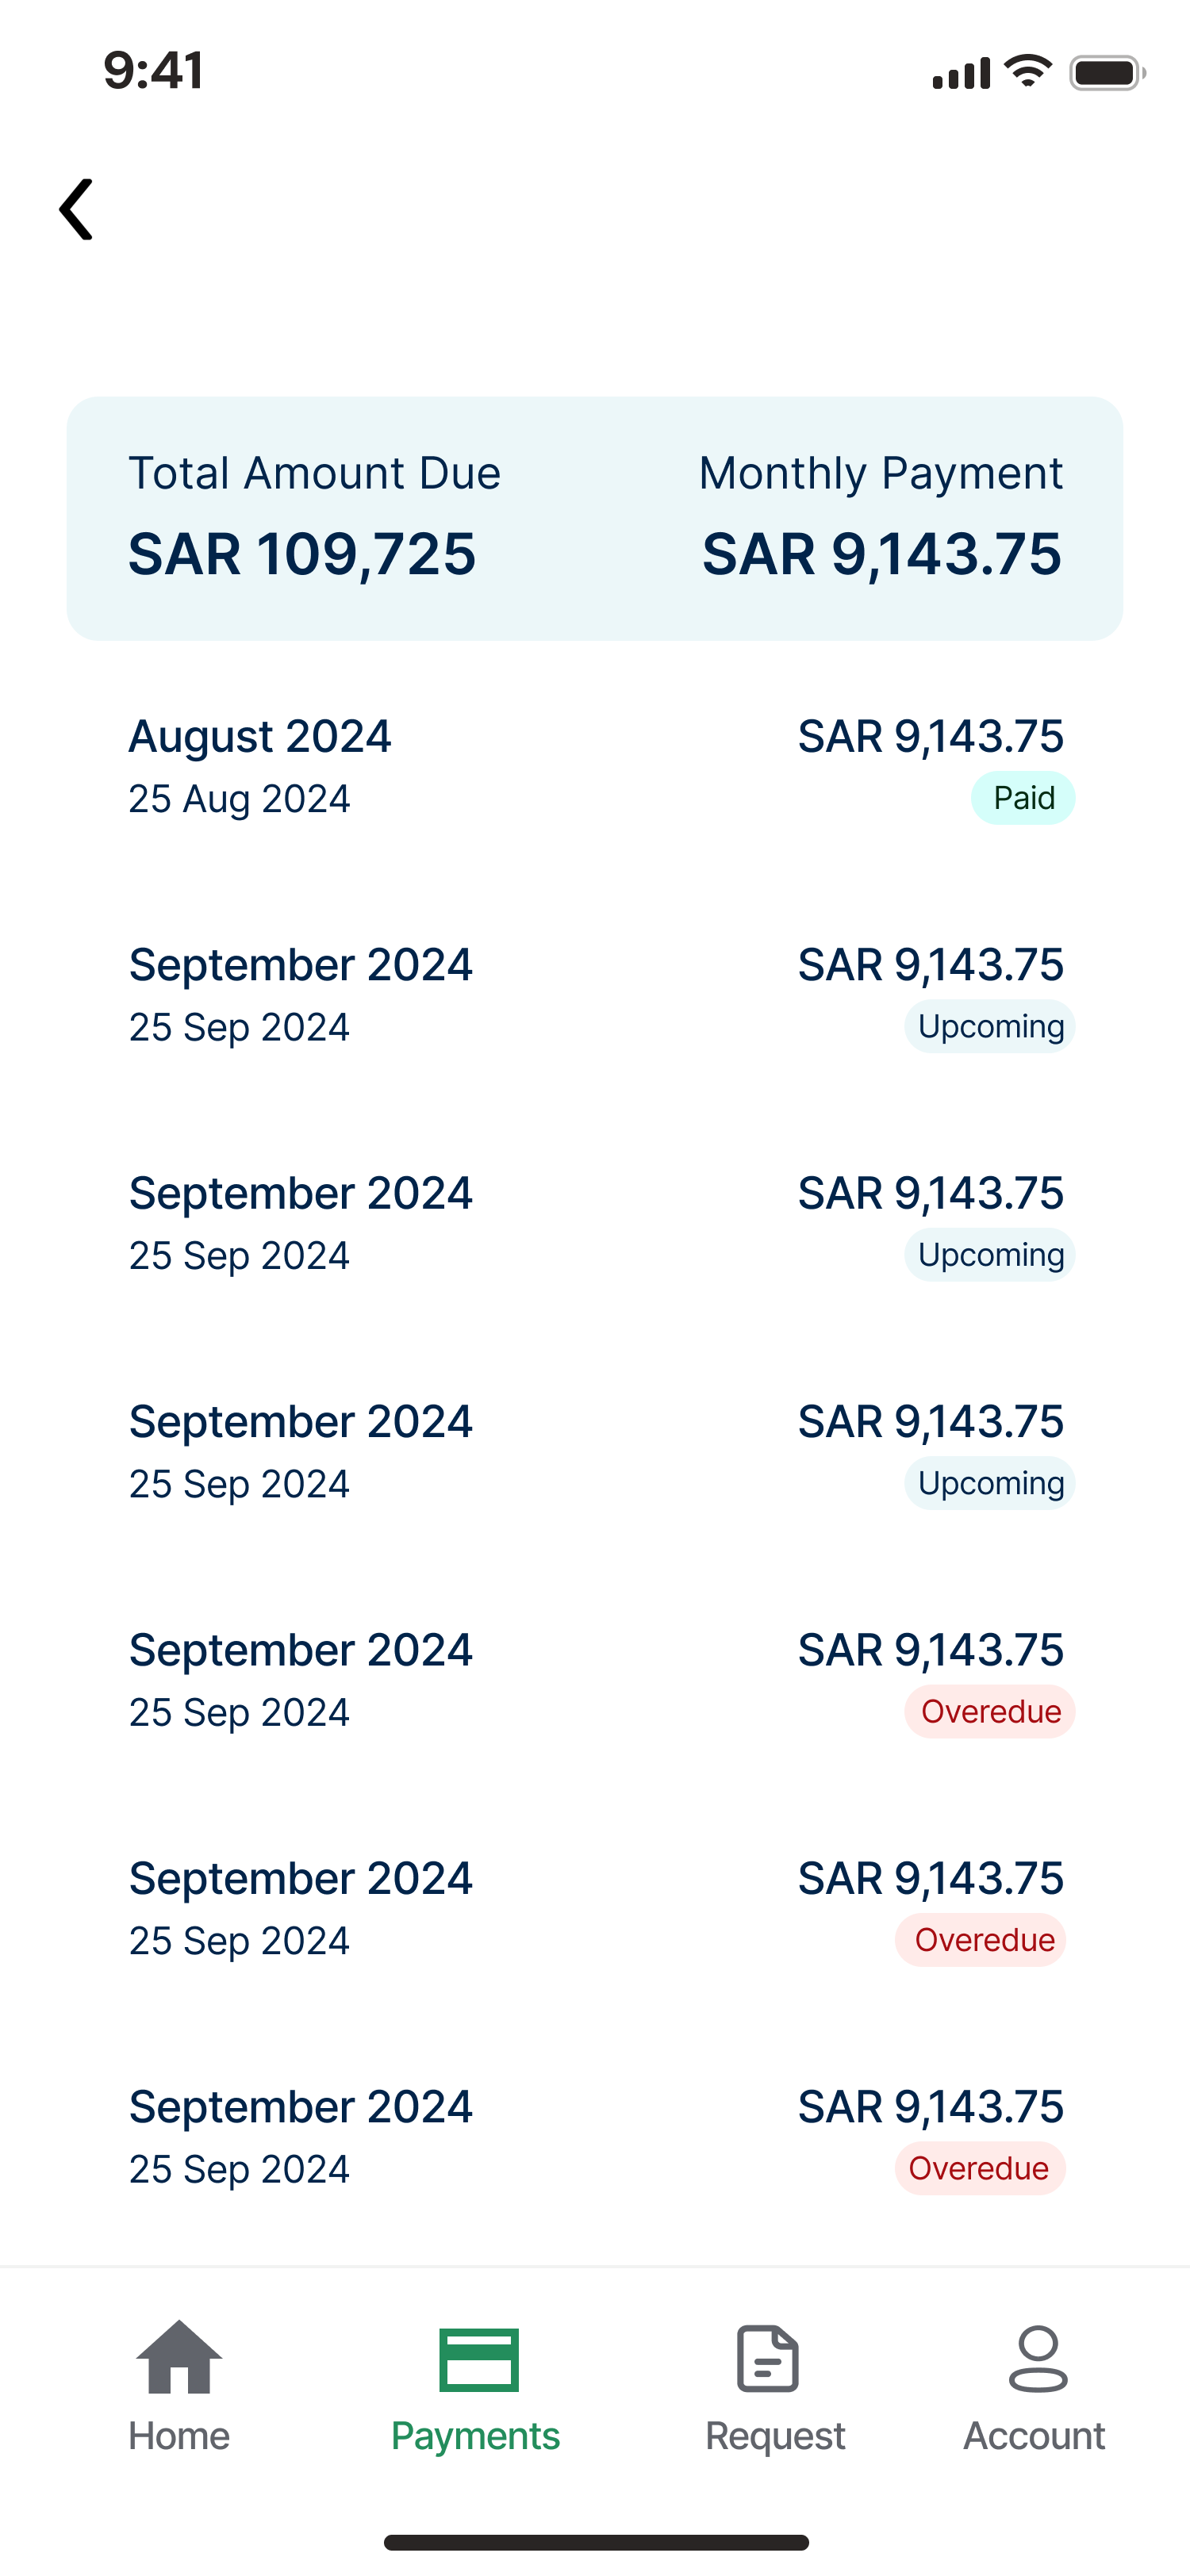 9:41
Total Amount Due Monthly Payment
SAR 109,725 SAR 9,143.75
August 2024 SAR 9,143.75
25 Aug 2024 Paid
September 2024 SAR 9,143.75
25 Sep 2024 Upcoming
September 2024 SAR 9,143.75
25 Sep 2024 Upcoming
September 2024 SAR 9,143.75
25 Sep 2024 Upcoming
September 2024 SAR 9,143.75
25 Sep 2024 Overedue
September 2024 SAR 9,143.75
25 Sep 2024 Overedue
September 2024 SAR 9,143.75
25 Sep 2024 Overedue
Home Payments Request Account